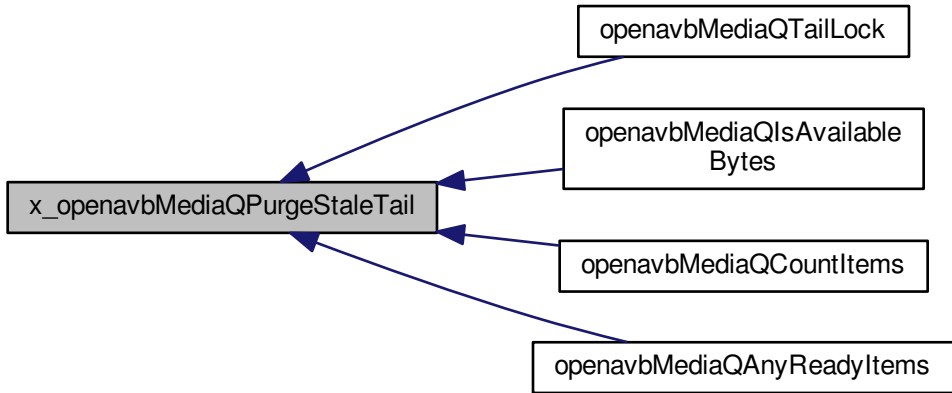 openavbMediaQTailLock
openavbMediaQIsAvailable
Bytes
x_openavbMediaQPurgeStaleTail
openavbMediaQCountItems
openavbMediaQAnyReadyItems